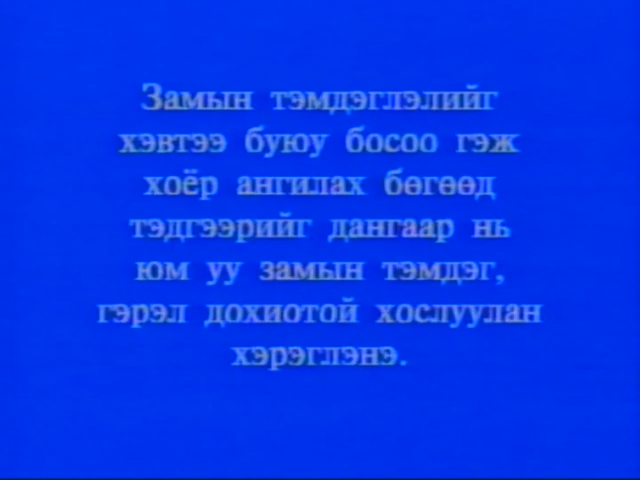 Замын тэмдэглэлийг
хэвтээ буюу босоо гэж
хоёр ангилах бөгөөд
тэдгээрийг дангаар нь
юм уу замын тэмдэг,
гэрэл дохиотой хослуулан
хэрэглэнэ.